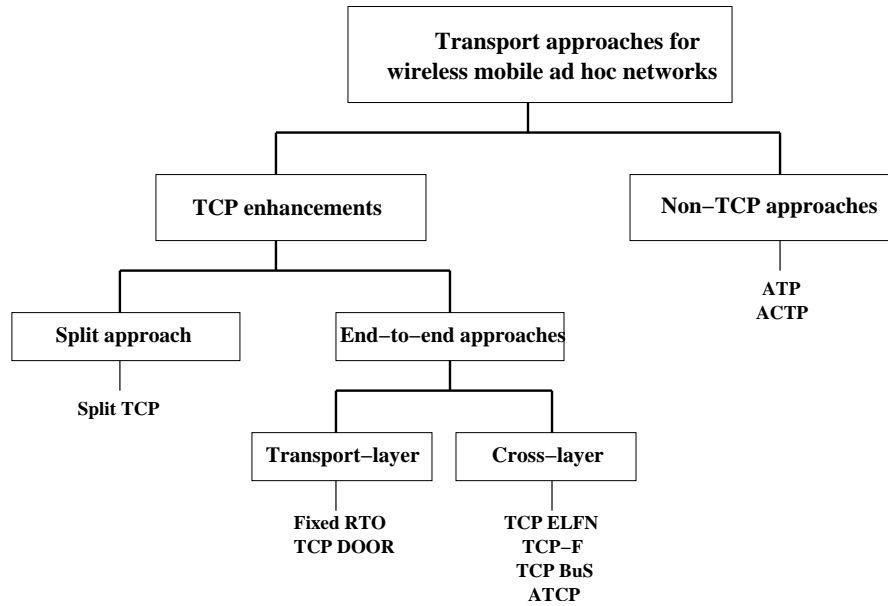 Transport approaches for
wireless mobile ad hoc networks
TCP enhancements
Non−TCP approaches
ATP
ACTP
Split approach
End−to−end approaches
Split TCP
Transport−layer
Cross−layer
Fixed RTO
TCP DOOR
TCP ELFN
TCP−F
TCP BuS
ATCP